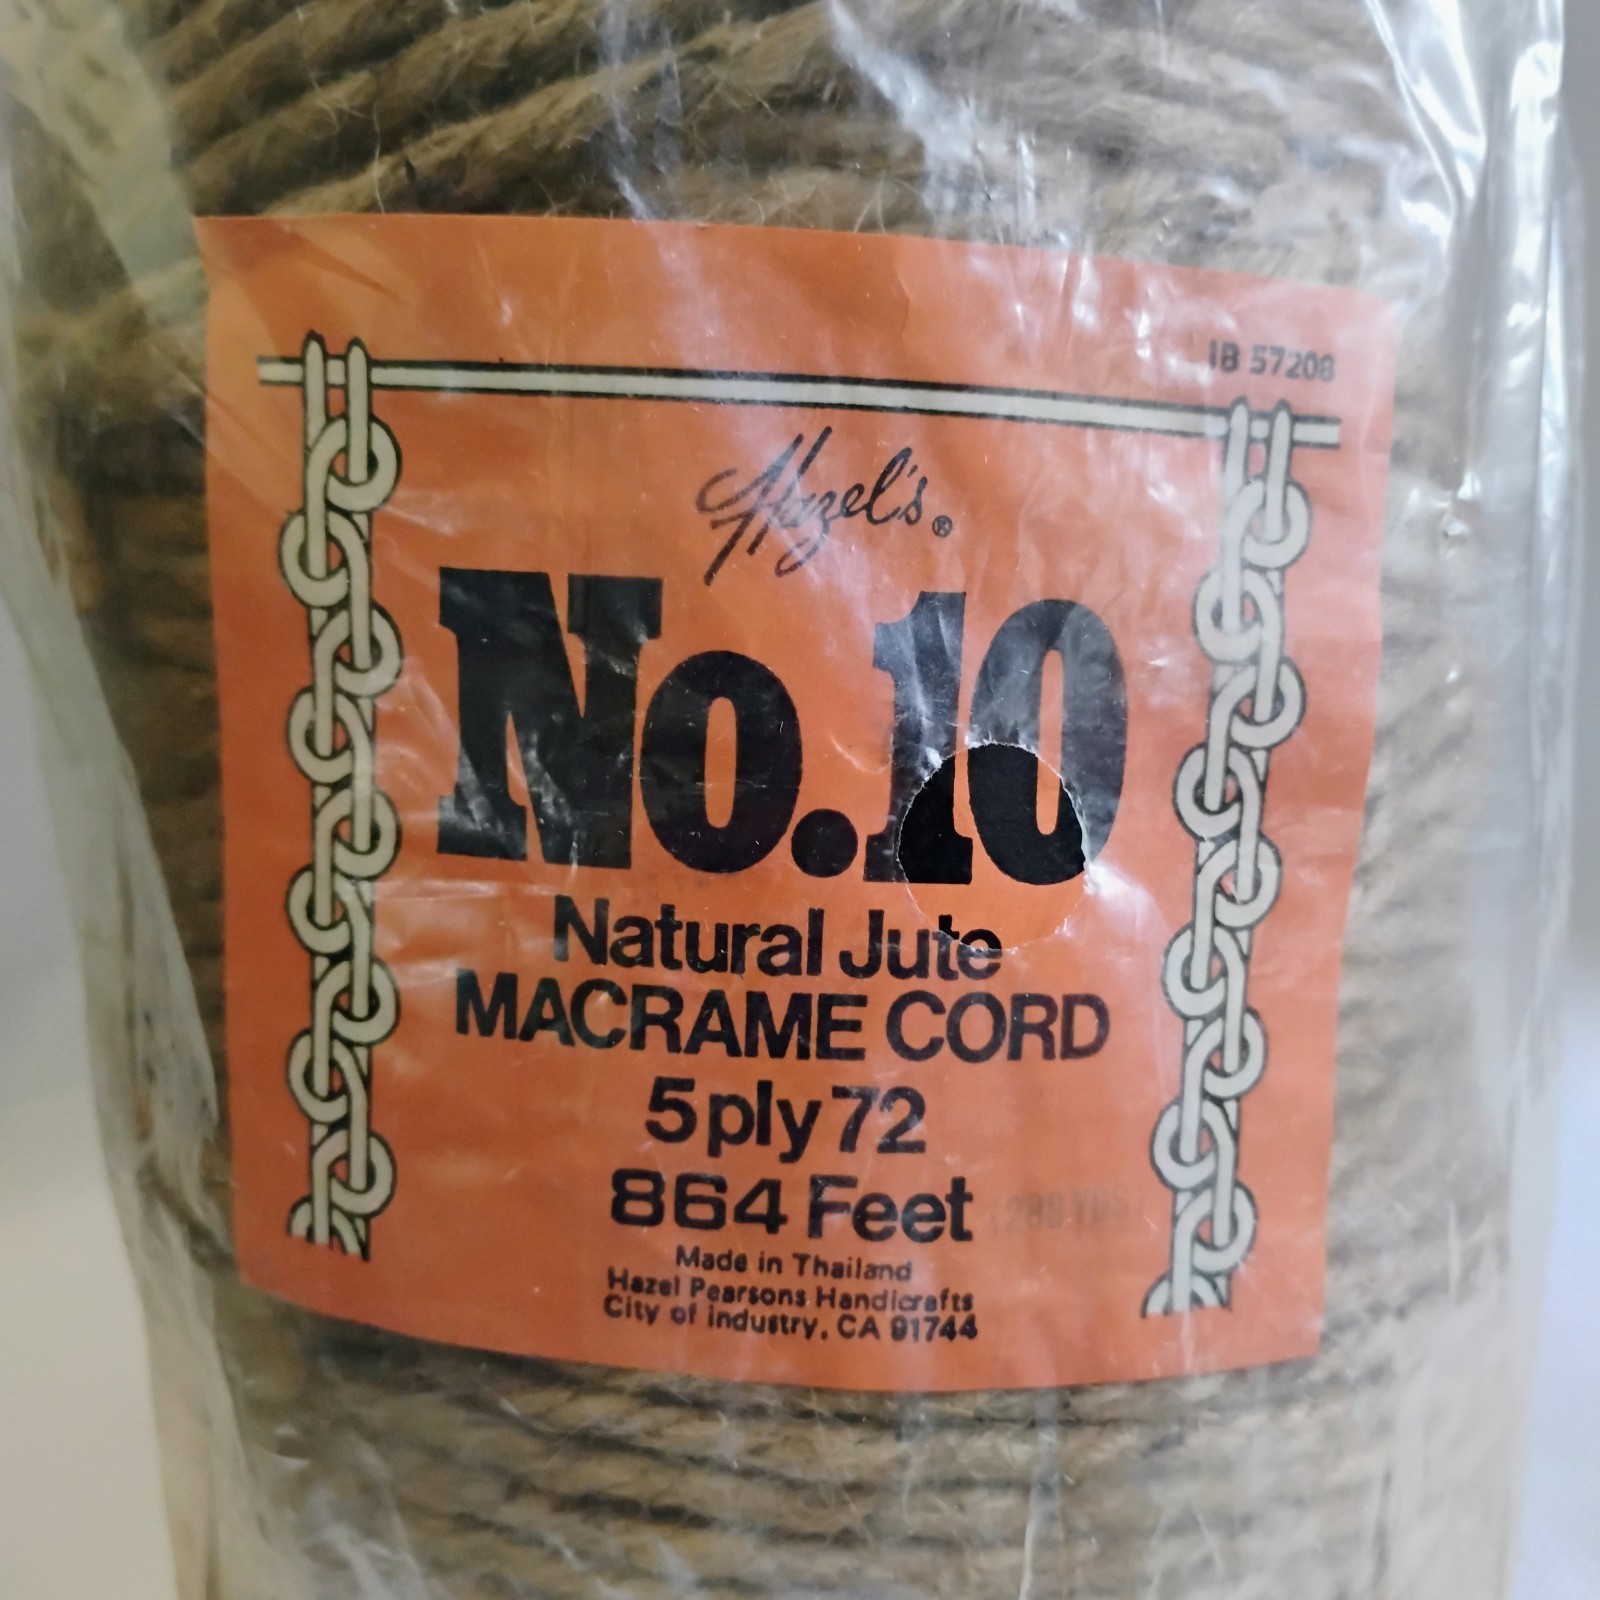 IB 57208
Hazel's®
No.10
Natural Jute
MACRAME CORD
5 ply 72
864 Feet
Made in Thailand
Hazel Pearsons Handicrafts
City of industry, CA 91744